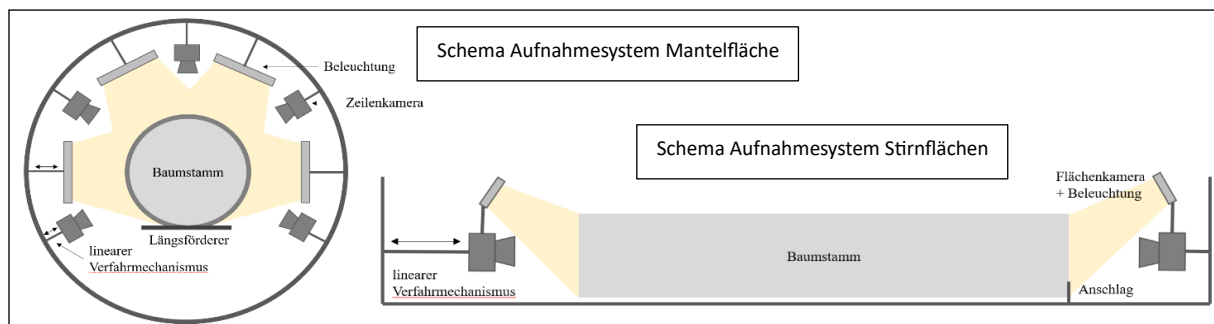 Schema Aufnahmesystem Mantelfläche
Beleuchtung
Zeilenkamera
Baumstamm
Längsförderer
linearer
Verfahrmechanismus
Schema Aufnahmesystem Stirnflächen
Flächenkamera
+ Beleuchtung
Baumstamm
linearer
Verfahrmechanismus
Anschlag